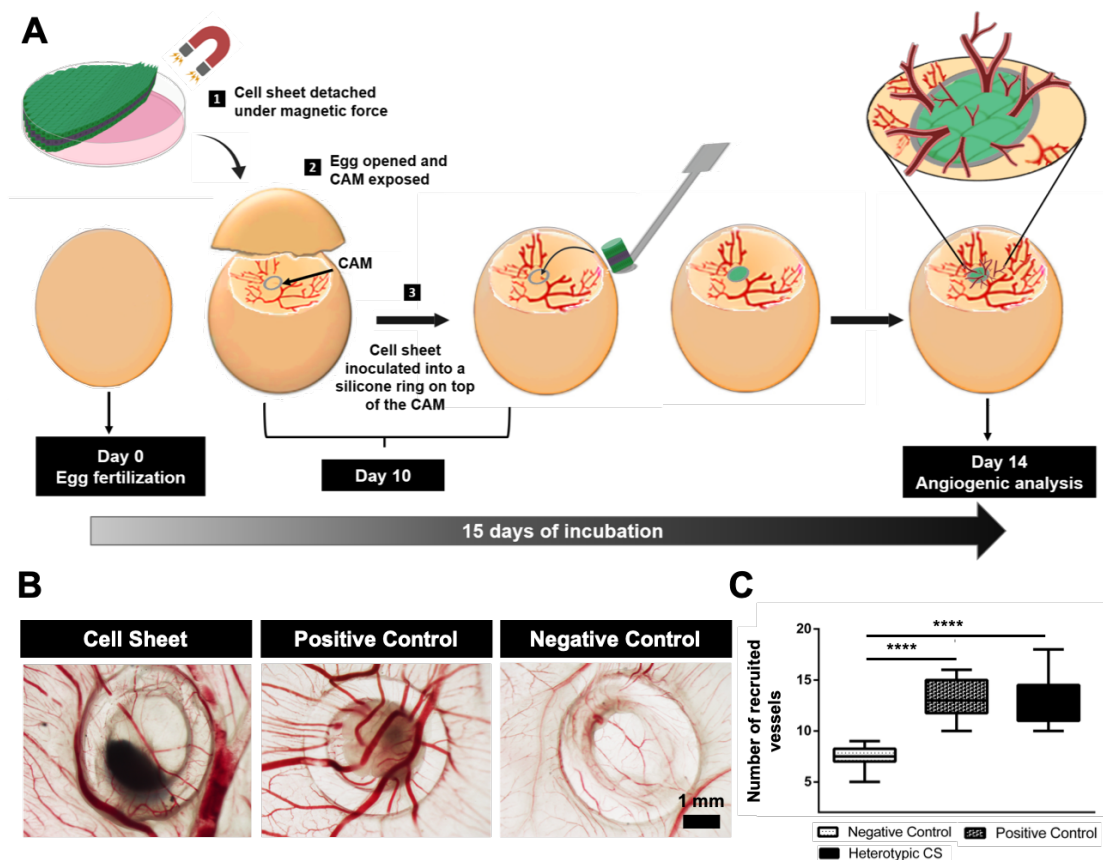 A
1 Cell sheet detached
under magnetic force
2 Egg opened and
CAM exposed
CAM
3
Cell sheet
inoculated into a
silicone ring on top
of the CAM
Day 0
Egg fertilization
Day 10
Day 14
Angiogenic analysis
15 days of incubation
B
Cell Sheet
Positive Control
Negative Control
1 mm
C
Number of recruited
vessels
20
15
10
5
****
****
Negative Control
Positive Control
Heterotypic CS